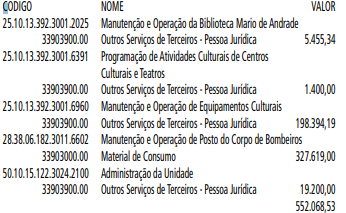 CÓDIGO NOME VALOR
25.10.13.392.3001.2025 Manutenção e Operação da Biblioteca Mario de Andrade
33903900.00 Outros Serviços de Terceiros - Pessoa Jurídica 5.455,34
25.10.13.392.3001.6391 Programação de Atividades Culturais de Centros
Culturais e Teatros
33903900.00 Outros Serviços de Terceiros - Pessoa Jurídica 1.400,00
25.10.13.392.3001.6960 Manutenção e Operação de Equipamentos Culturais
33903900.00 Outros Serviços de Terceiros - Pessoa Jurídica 198.394,19
28.38.06.182.3011.6602 Manutenção e Operação de Posto do Corpo de Bombeiros
33903000.00 Material de Consumo 327.619,00
50.10.15.122.3024.2100 Administração da Unidade
33903900.00 Outros Serviços de Terceiros - Pessoa Jurídica 19.200,00
552.068,53